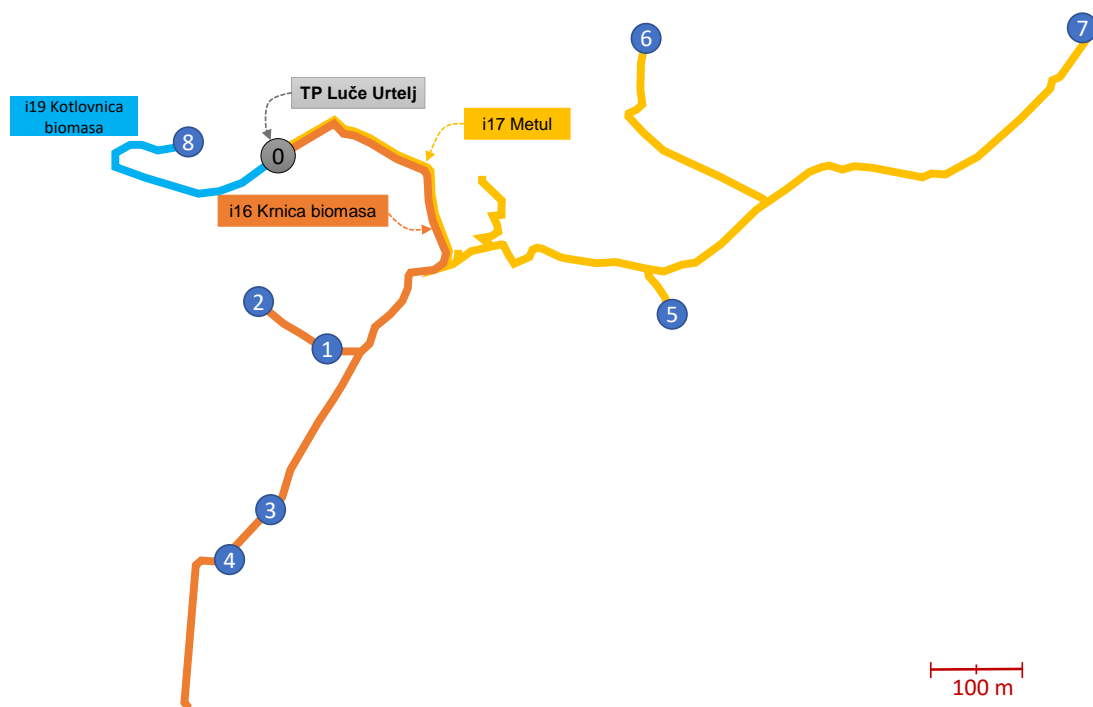 6
7
TP Luče Urtelj
i19 Kotlovnica
biomasa
8
0
i17 Metul
i16 Krnica biomasa
2
5
1
3
4
100 m